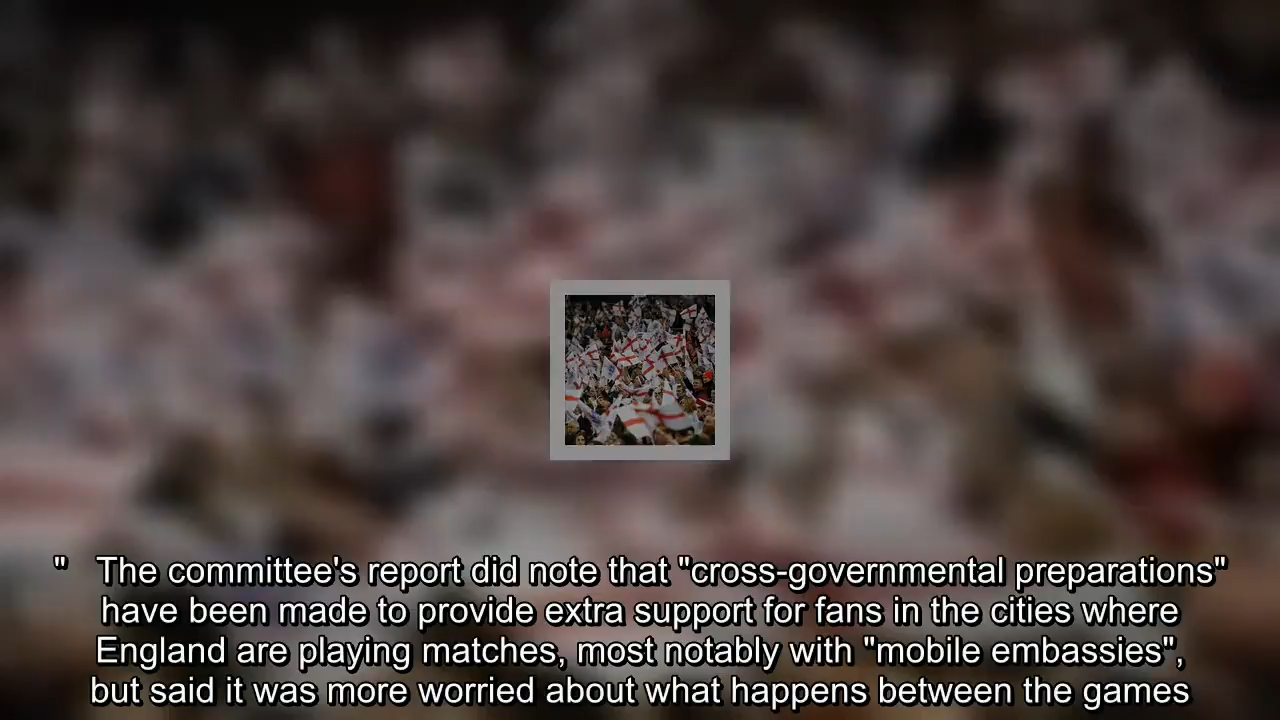 "   The committee's report did note that "cross-governmental preparations"
have been made to provide extra support for fans in the cities where
England are playing matches, most notably with "mobile embassies",
but said it was more worried about what happens between the games